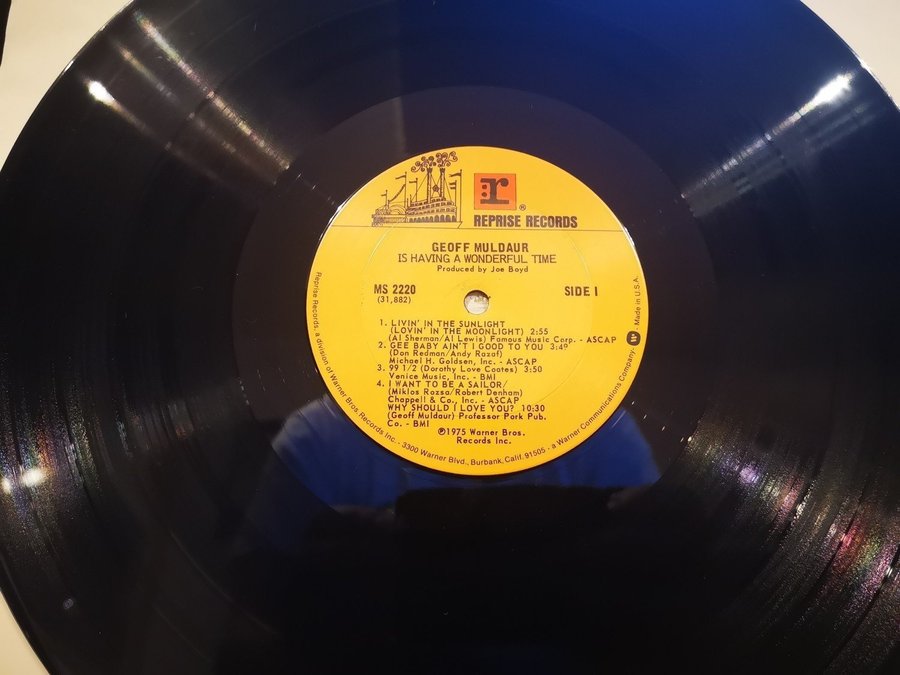 r
®
REPRISE RECORDS
GEOFF MULDAUR
IS HAVING A WONDERFUL TIME
Produced by Joe Boyd
MS 2220
(31,882)
SIDE 1
1. LIVIN' IN THE SUNLIGHT
(LOVIN' IN THE MOONLIGHT) 2:55
(Al Sherman/Al Lewis) Famous Music Corp. - ASCAP
2. GEE BABY AIN'T I GOOD TO YOU 3:49
(Don Redman/Andy Razaf)
Michael H. Goldsen, Inc. - ASCAP
3. 99 1/2 (Dorothy Love Coates) 3:50
Venice Music, Inc. - BMI
4. I WANT TO BE A SAILOR/
(Miklos Rozsa/Robert Denham)
Chappell & Co., Inc. - ASCAP
WHY SHOULD I LOVE YOU? 10:30
(Geoff Muldaur) Professor Pork Pub.
Co. - BMI
℗1975 Warner Bros.
Records Inc.
Reprise Records, a division of Warner Bros. Records Inc. - 3300 Warner Blvd., Burbank, Calif. 91505 - a Warner Communications Company. W Made in U.S.A.